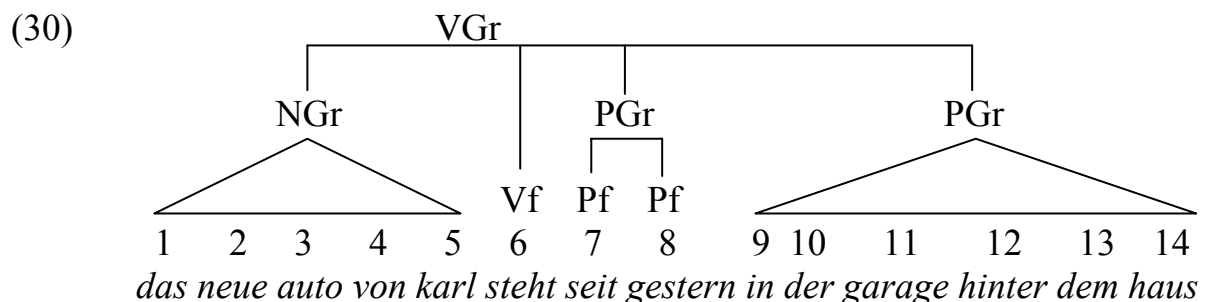 (30) VGr
NGr PGr PGr
Vf Pf Pf
1 2 3 4 5 6 7 8 9 10 11 12 13 14
das neue auto von karl steht seit gestern in der garage hinter dem haus